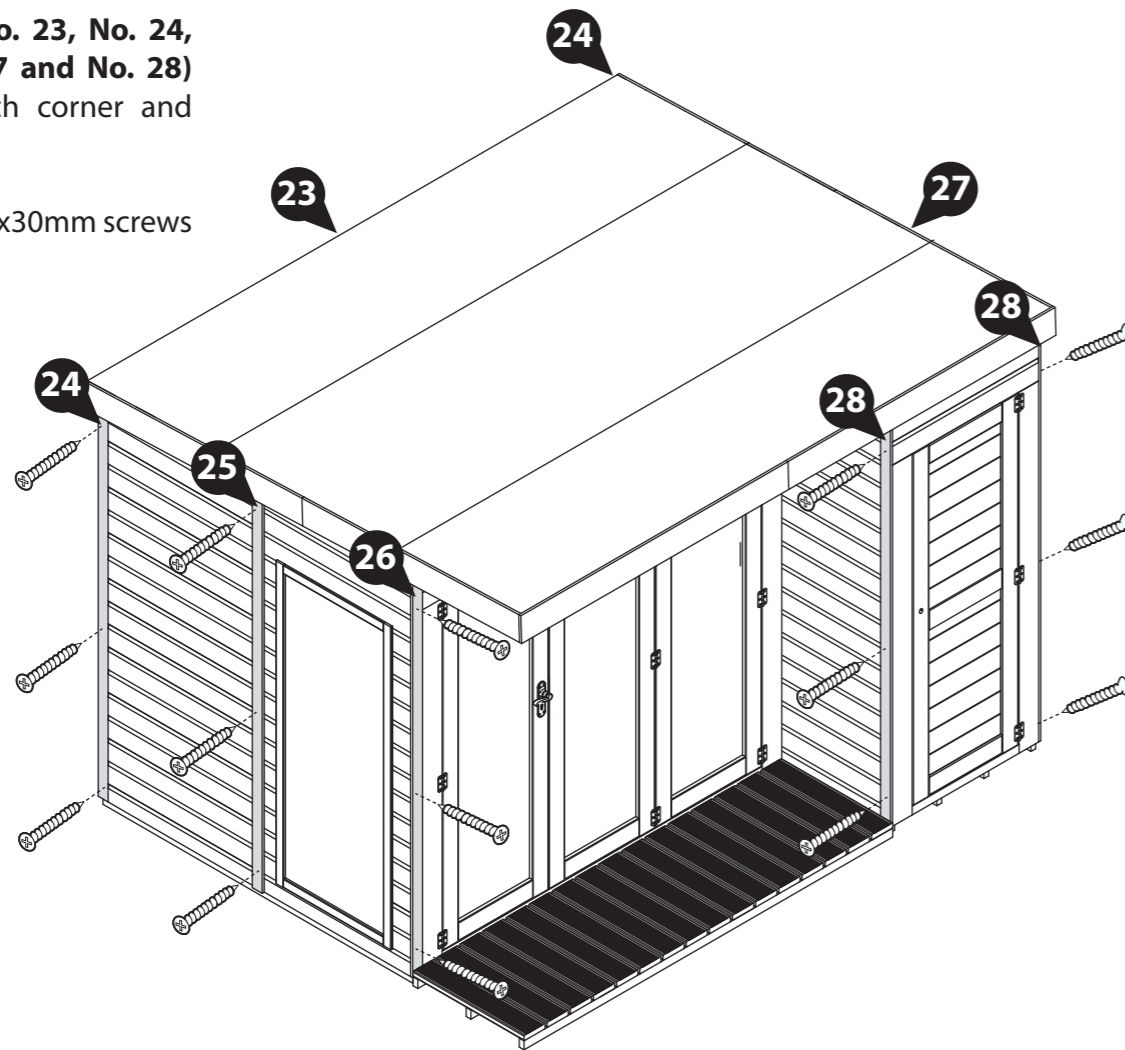 o. 23, No. 24,
7 and No. 28)
th corner and
x30mm screws
24
23
27
28
24
28
25
26